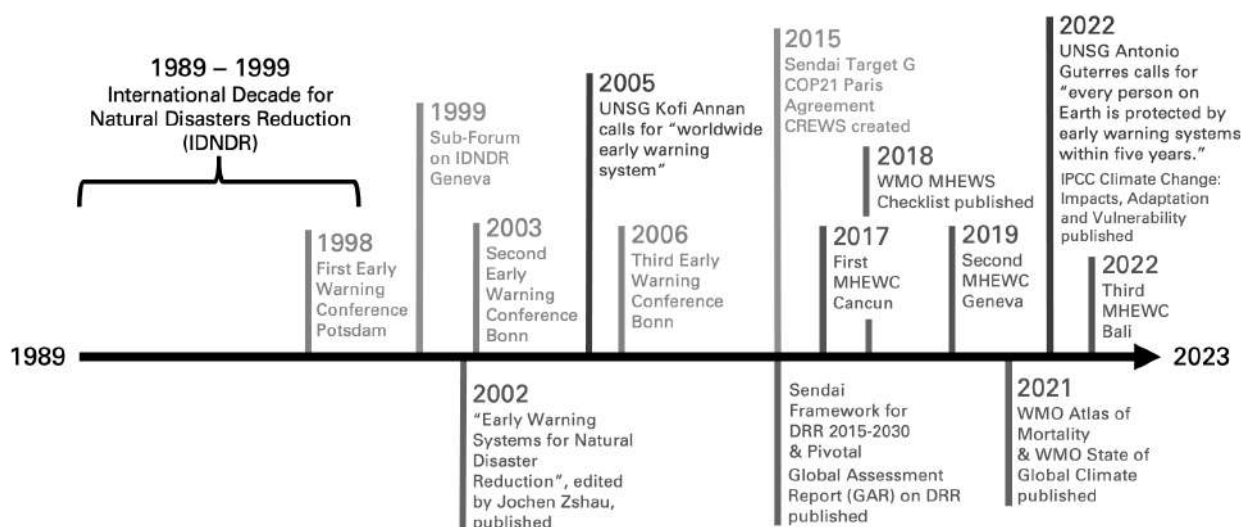 1989 – 1999
International Decade for
Natural Disasters Reduction
(IDNDR)
1998
First Early
Warning
Conference
Potsdam
1999
Sub-Forum
on IDNDR
Geneva
2003
Second
Early
Warning
Conference
Bonn
2005
UNSG Kofi Annan
calls for “worldwide
early warning
system”
2006
Third Early
Warning
Conference
Bonn
2015
Sendai Target G
COP21 Paris
Agreement
CREWS created
2018
WMO MHEWS
Checklist published
2017
First
MHEWC
Cancun
2019
Second
MHEWC
Geneva
2022
UNSG Antonio
Guterres calls for
“every person on
Earth is protected by
early warning systems
within five years.”
IPCC Climate Change:
Impacts, Adaptation
and Vulnerability
published
2022
Third
MHEWC
Bali
1989
2023
2002
“Early Warning
Systems for Natural
Disaster
Reduction”, edited
by Jochen Zshau,
published
Sendai
Framework for
DRR 2015-2030
& Pivotal
Global Assessment
Report (GAR) on DRR
published
2021
WMO Atlas of
Mortality
& WMO State of
Global Climate
published